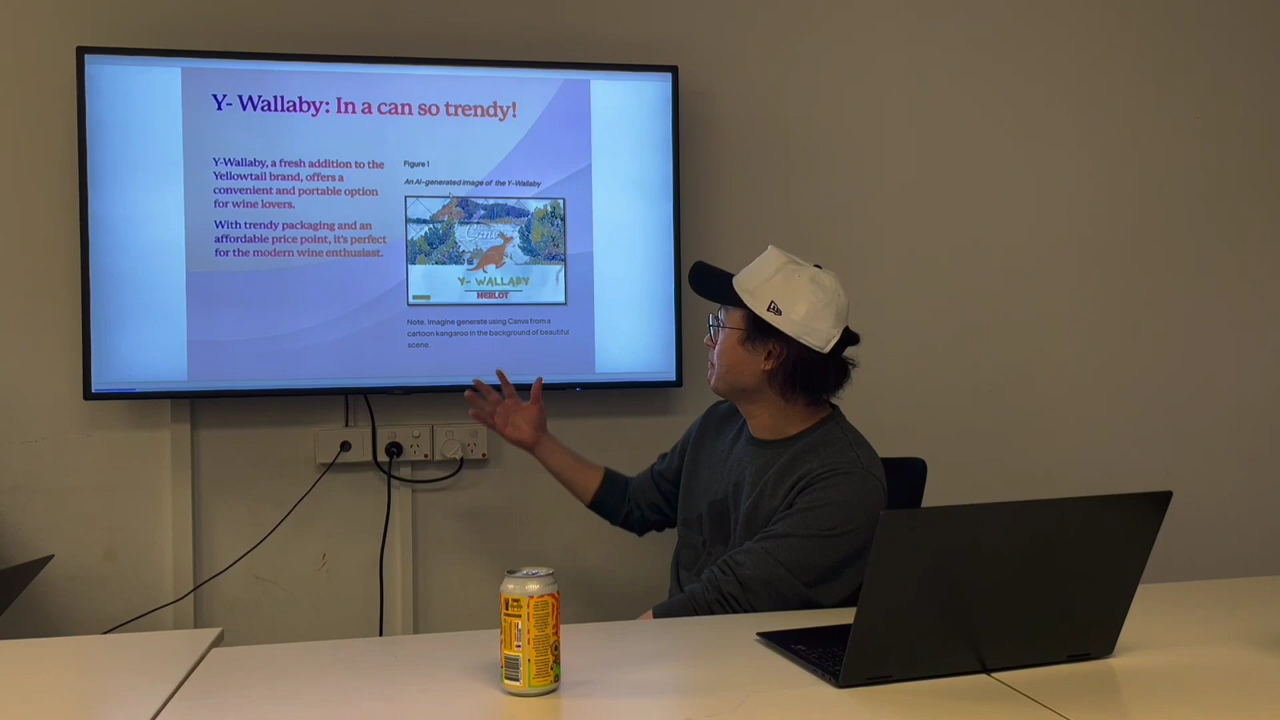 Y- Wallaby: In a can so trendy!
Y-Wallaby, a fresh addition to the
Yellowtail brand, offers a
convenient and portable option
for wine lovers.
With trendy packaging and an
affordable price point, it's perfect
for the modern wine enthusiast.
Figure 1
An AI-generated image of the Y-Wallaby
Y- WALLABY
MERLOT
Note. Imagine generate using Canva from a
cartoon kangaroo in the background of beautiful
scene.